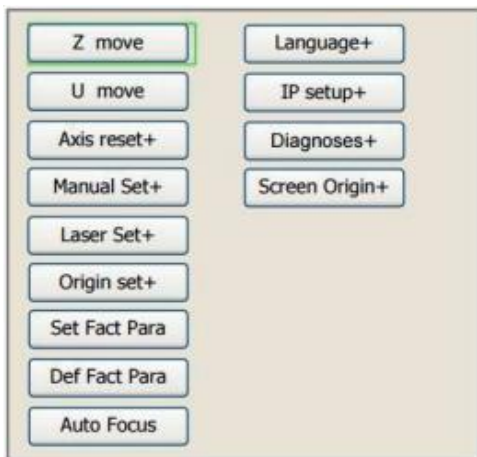 Z move
U move
Axis reset+
Manual Set+
Laser Set+
Origin set+
Set Fact Para
Def Fact Para
Auto Focus
Language+
IP setup+
Diagnoses+
Screen Origin+